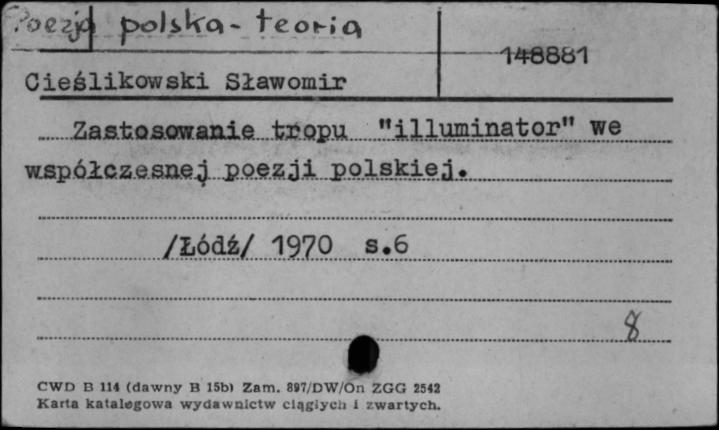 Poezja polska - teoria
148881
Cieślikowski Sławomir
Zastosowanie tropu "illuminator" we
współczesnej poezji polskiej.
/Łódź/ 1970 s.6
8
CWD B 114 (dawny B 15b) Zam. 897/DW/On ZGG 2542
Karta katalogowa wydawnictw ciągłych i zwartych.